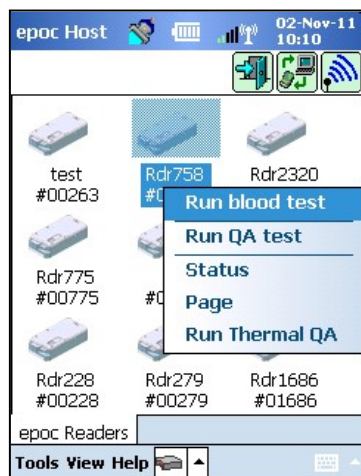 epoc Host
02-Nov-11
10:10
test
#00263
Rdr758
Rdr2320
Run blood test
Run QA test
Status
Page
Run Thermal QA
Rdr775
#00775
Rdr228
#00228
Rdr279
#00279
Rdr1686
#01686
epoc Readers
Tools View Help